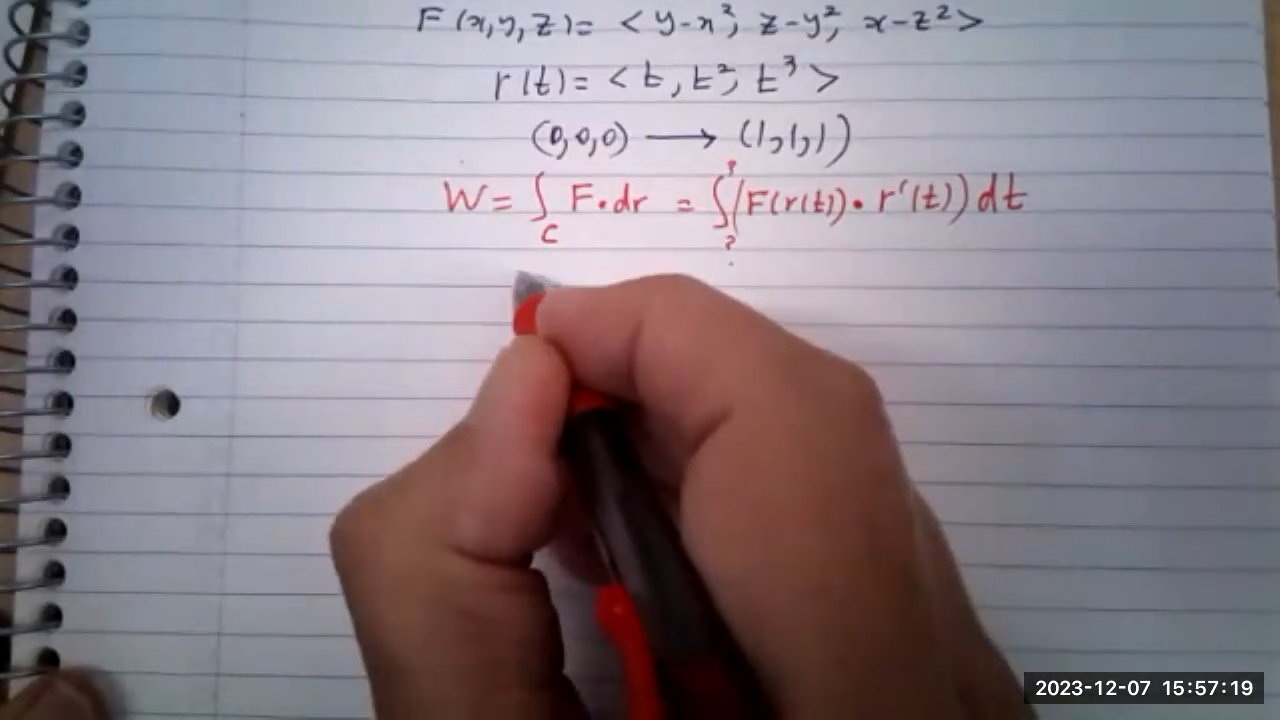 F(x,y,z)= <y-x², z-y², x-z²>
r(t)= <t, t², t³>
(0,0,0) → (1,1,1)
W = ∫_C F•dr = ∫_?^? (F(r(t))•r'(t))dt
2023-12-07 15:57:19